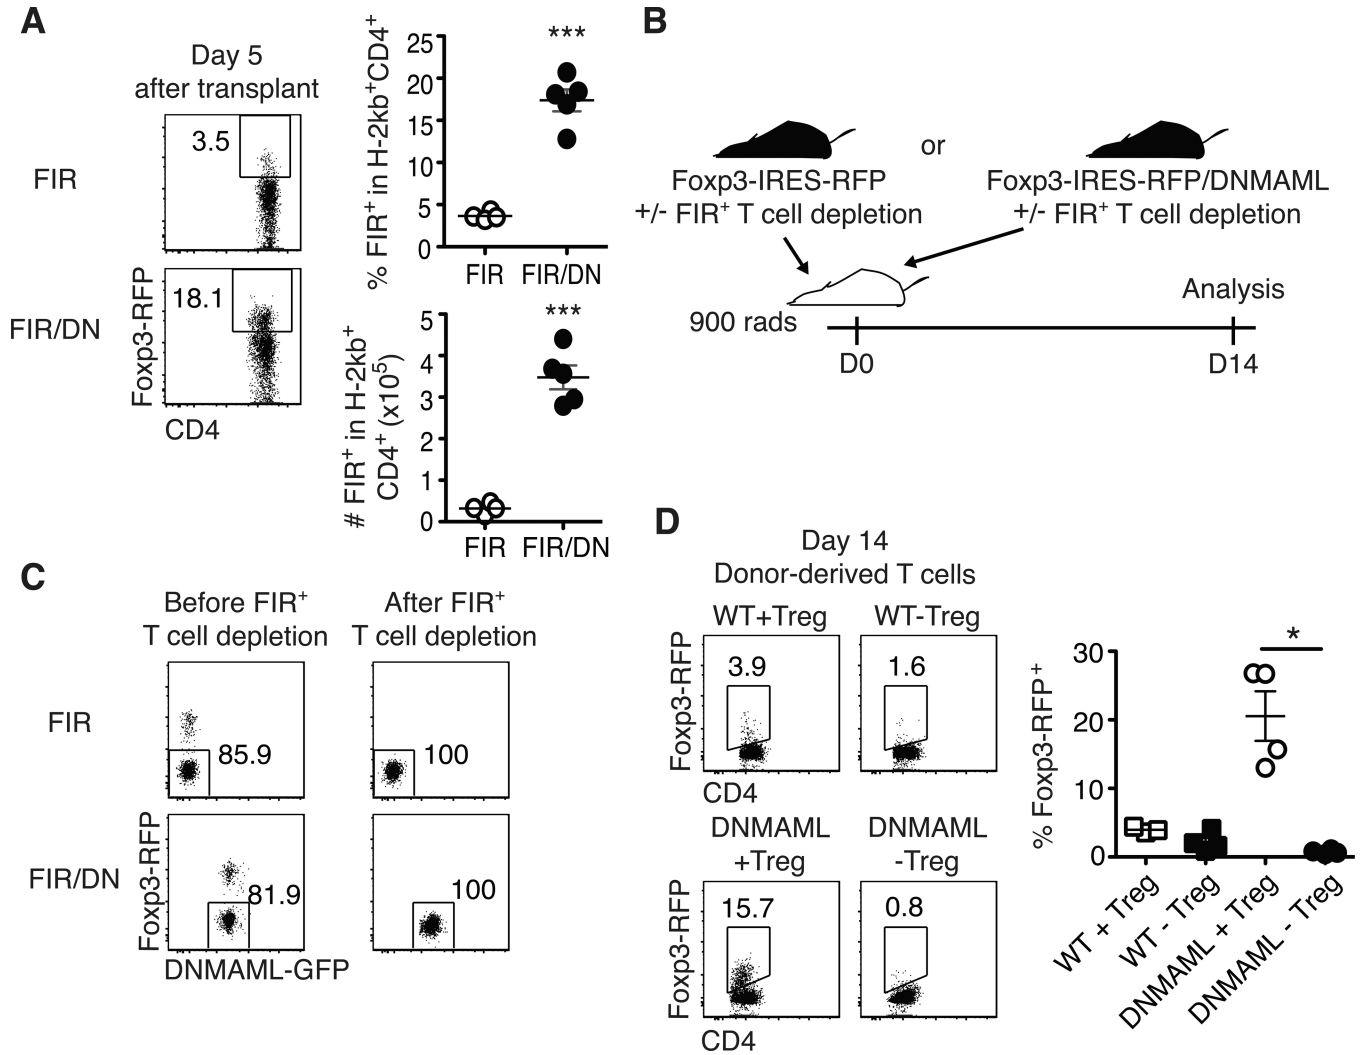 A
Day 5
after transplant
FIR
3.5
FIR/DN
18.1
Foxp3-RFP
CD4
% FIR⁺ in H-2kb⁺CD4⁺
25
20
15
10
5
0
FIR
FIR/DN
***
# FIR⁺ in H-2kb⁺
CD4⁺ (x10⁵)
5
4
3
2
1
0
FIR
FIR/DN
***
B
Foxp3-IRES-RFP
+/- FIR⁺ T cell depletion
or
Foxp3-IRES-RFP/DNMAML
+/- FIR⁺ T cell depletion
900 rads
Analysis
D0
D14
C
Before FIR⁺
T cell depletion
After FIR⁺
T cell depletion
FIR
85.9
100
FIR/DN
81.9
100
Foxp3-RFP
DNMAML-GFP
D
Day 14
Donor-derived T cells
WT+Treg
WT-Treg
3.9
1.6
Foxp3-RFP
CD4
DNMAML
+Treg
DNMAML
-Treg
15.7
0.8
Foxp3-RFP
CD4
% Foxp3-RFP⁺
30
20
10
0
*
WT + Treg
WT - Treg
DNMAML + Treg
DNMAML - Treg